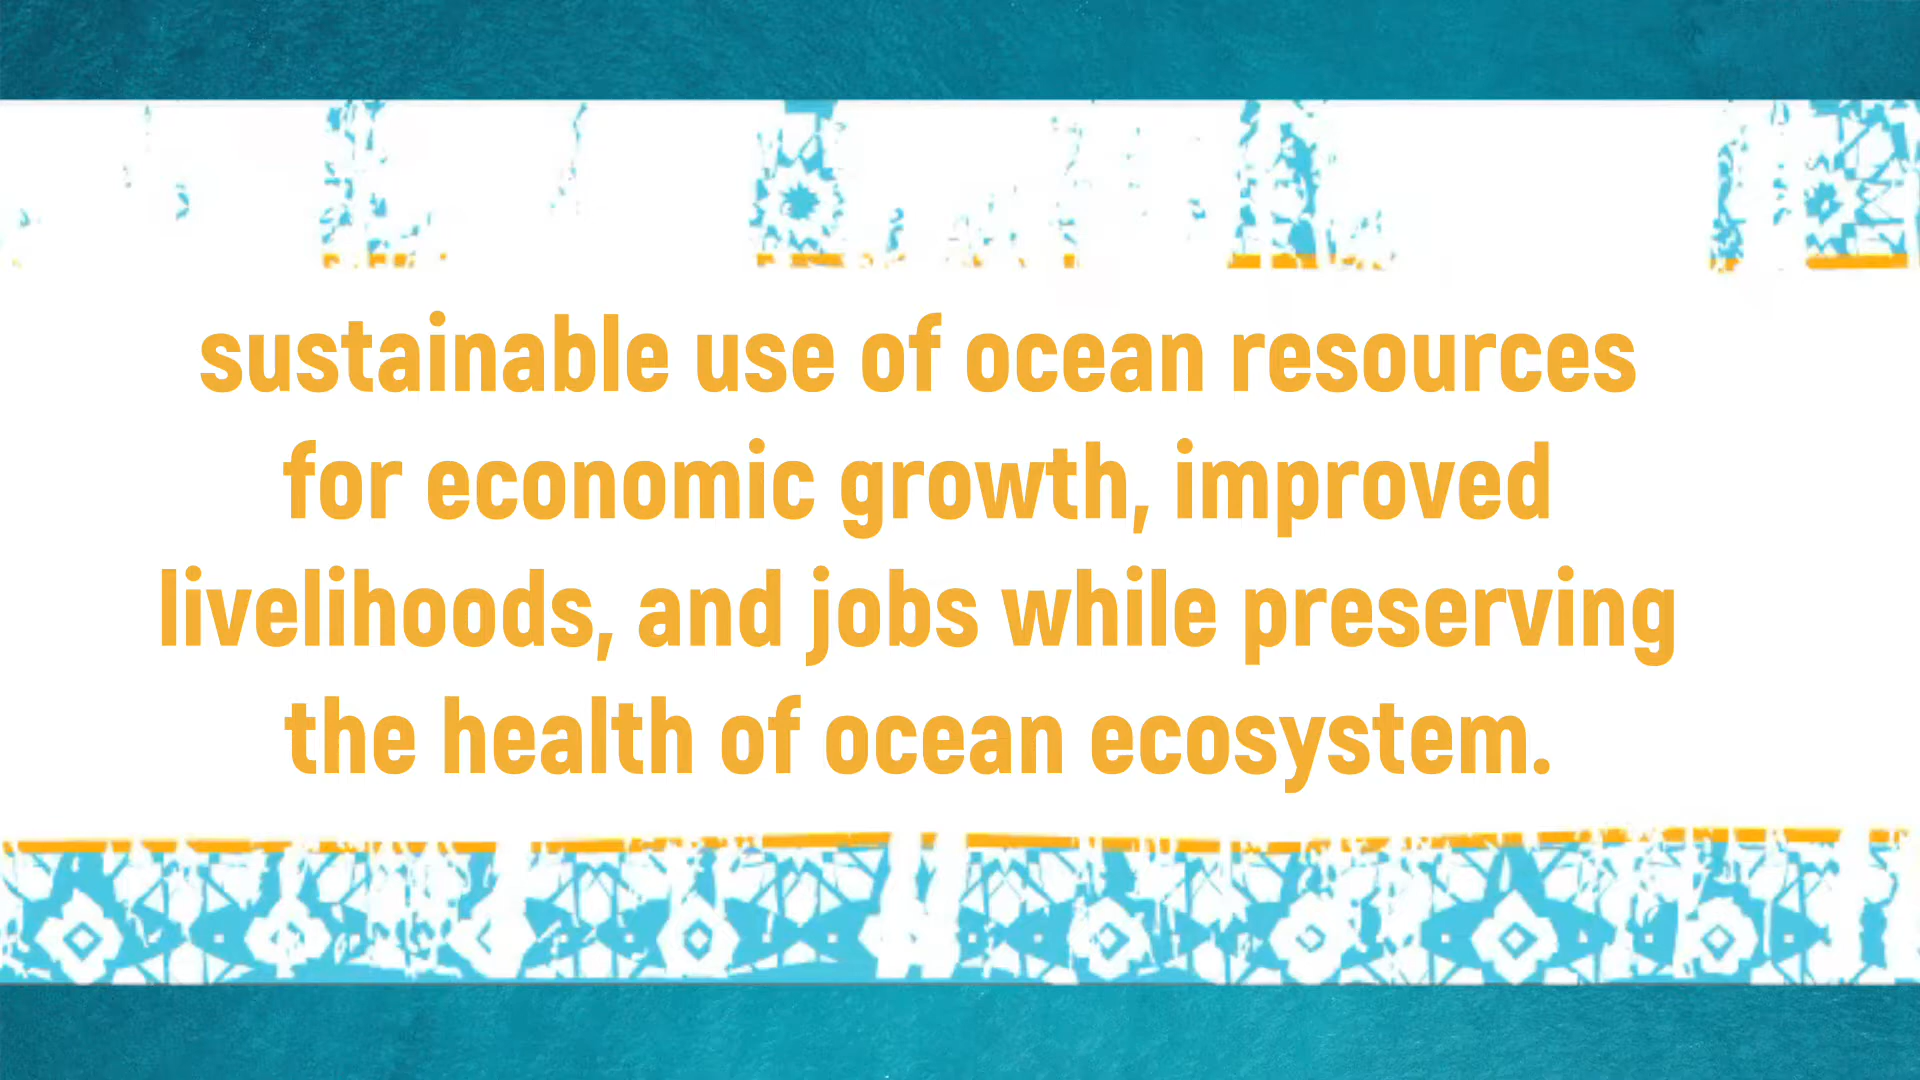 sustainable use of ocean resources
for economic growth, improved
livelihoods, and jobs while preserving
the health of ocean ecosystem.